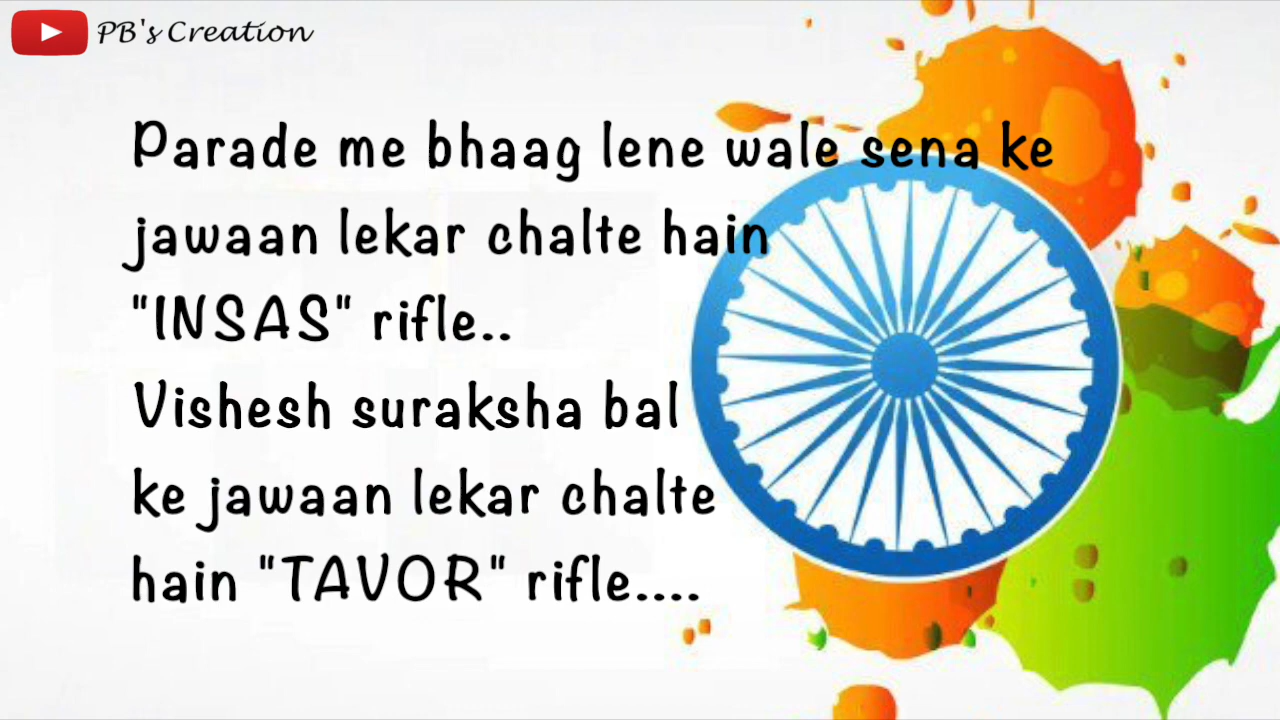 PB's Creation
Parade me bhaag lene wale sena ke
jawaan lekar chalte hain
"INSAS" rifle..
Vishesh suraksha bal
ke jawaan lekar chalte
hain "TAVOR" rifle....